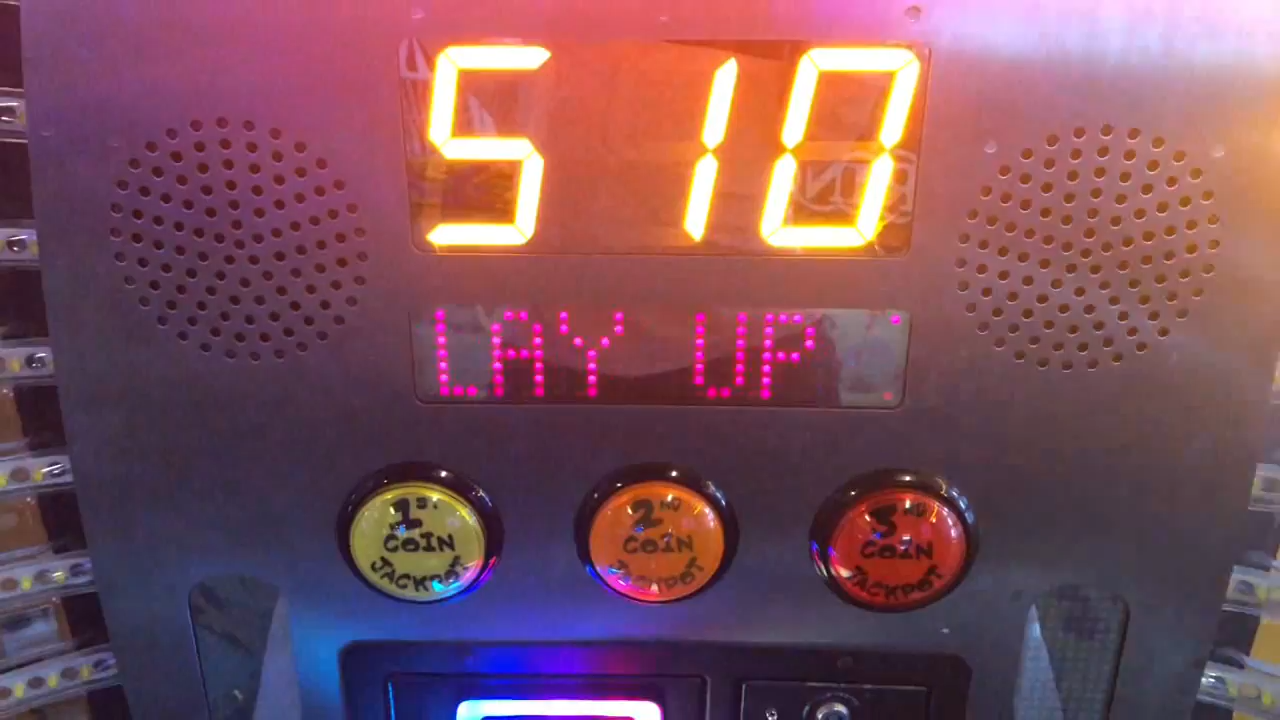 510
LAY UP
1ST COIN JACKPOT
2ND COIN JACKPOT
3RD COIN JACKPOT